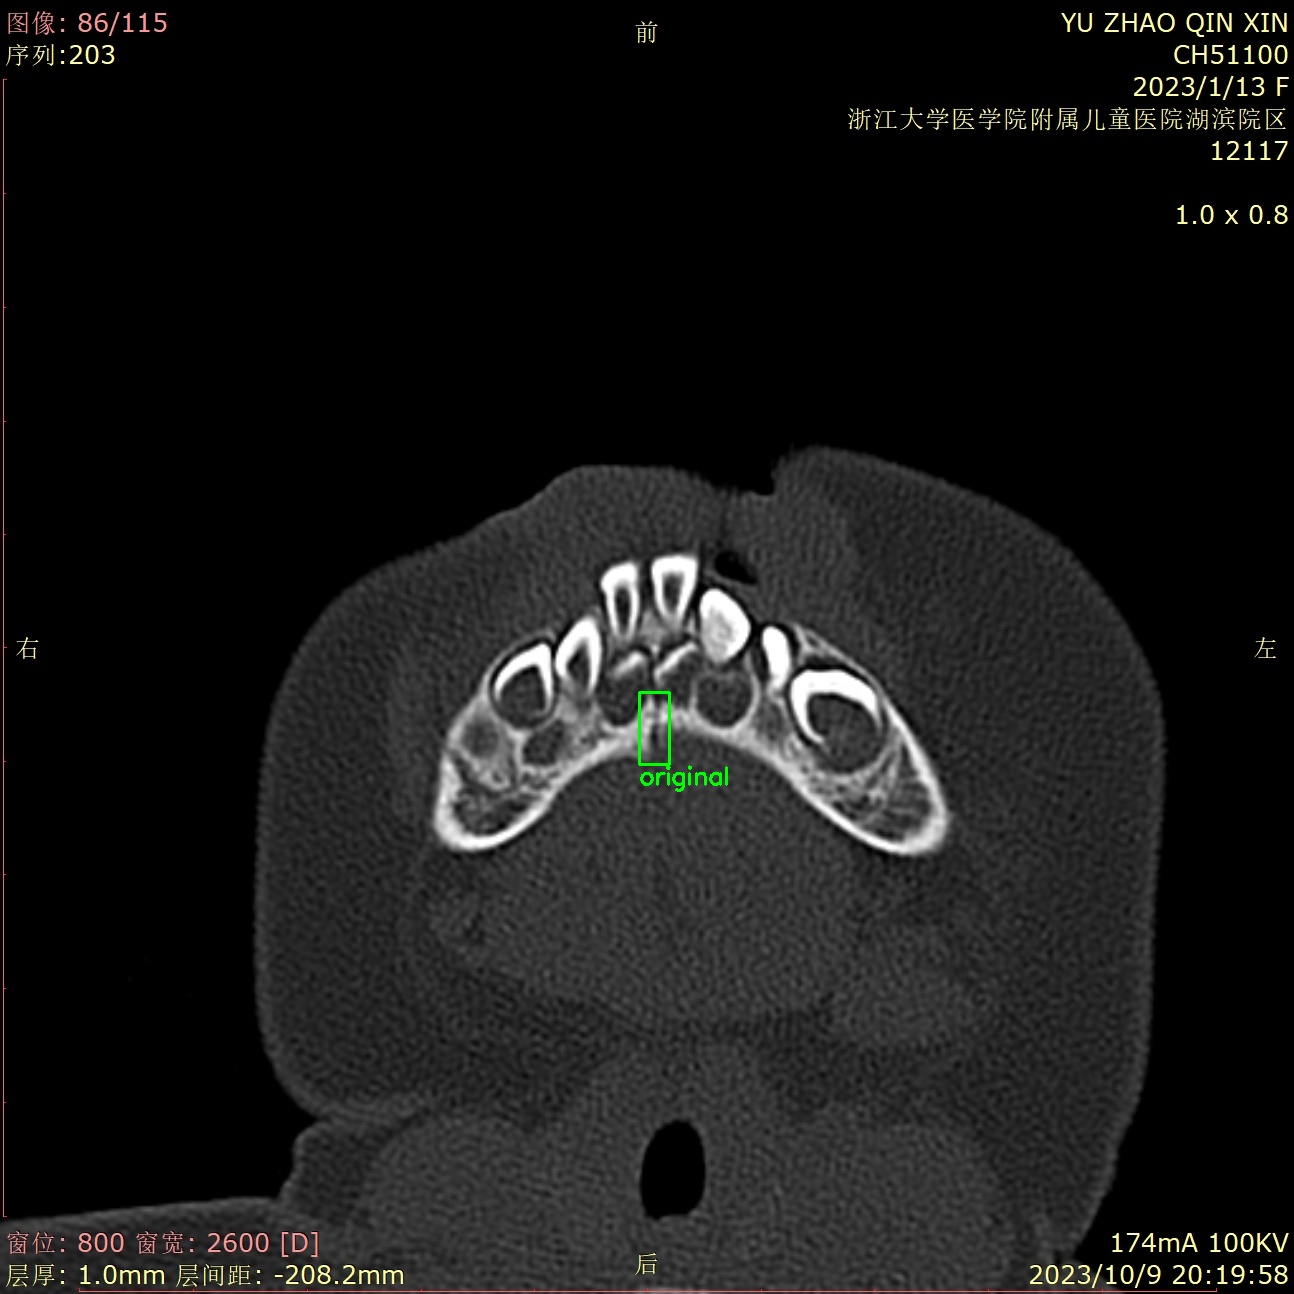 图像: 86/115
序列:203
前
YU ZHAO QIN XIN
CH51100
2023/1/13 F
浙江大学医学院附属儿童医院湖滨院区
12117
1.0 x 0.8
右
左
original
窗位: 800 窗宽: 2600 [D]
层厚: 1.0mm 层间距: -208.2mm
后
174mA 100KV
2023/10/9 20:19:58